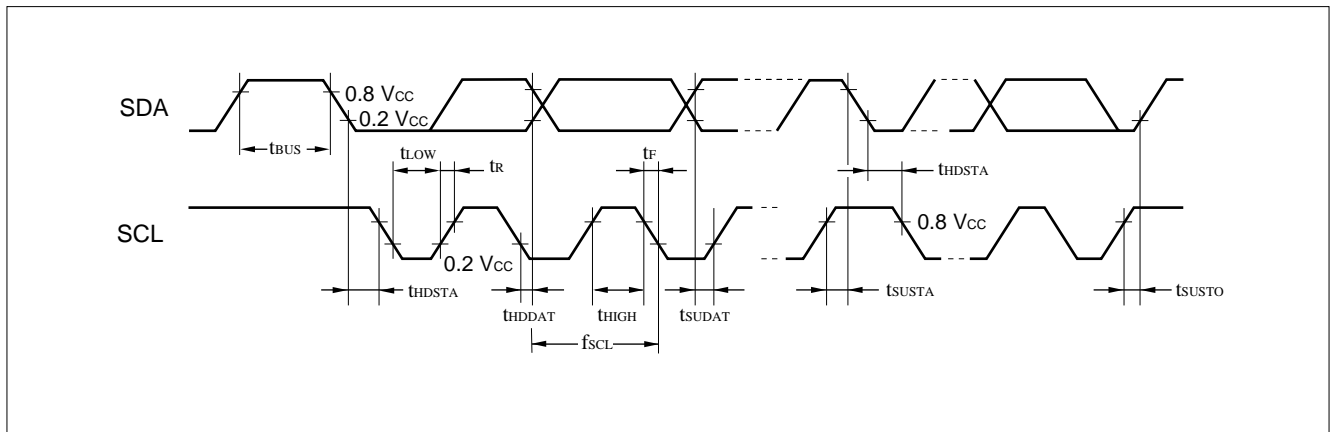 SDA
0.8 VCC
0.2 VCC
tBUS
tLOW
tR
tF
tHDSTA
SCL
0.8 VCC
0.2 VCC
tHDSTA
tHDDAT
tHIGH
tSUDAT
tSUSTA
tSUSTO
fSCL